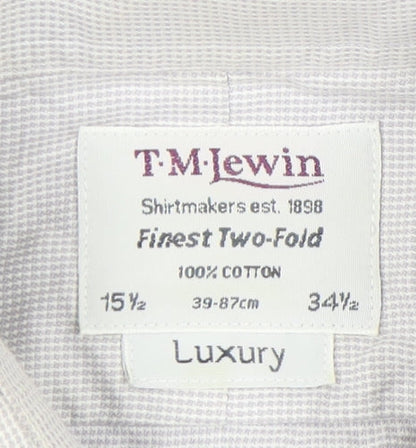 T·M·Lewin
Shirtmakers est. 1898
Finest Two-Fold
100% COTTON
15½ 39-87cm 34½
Luxury